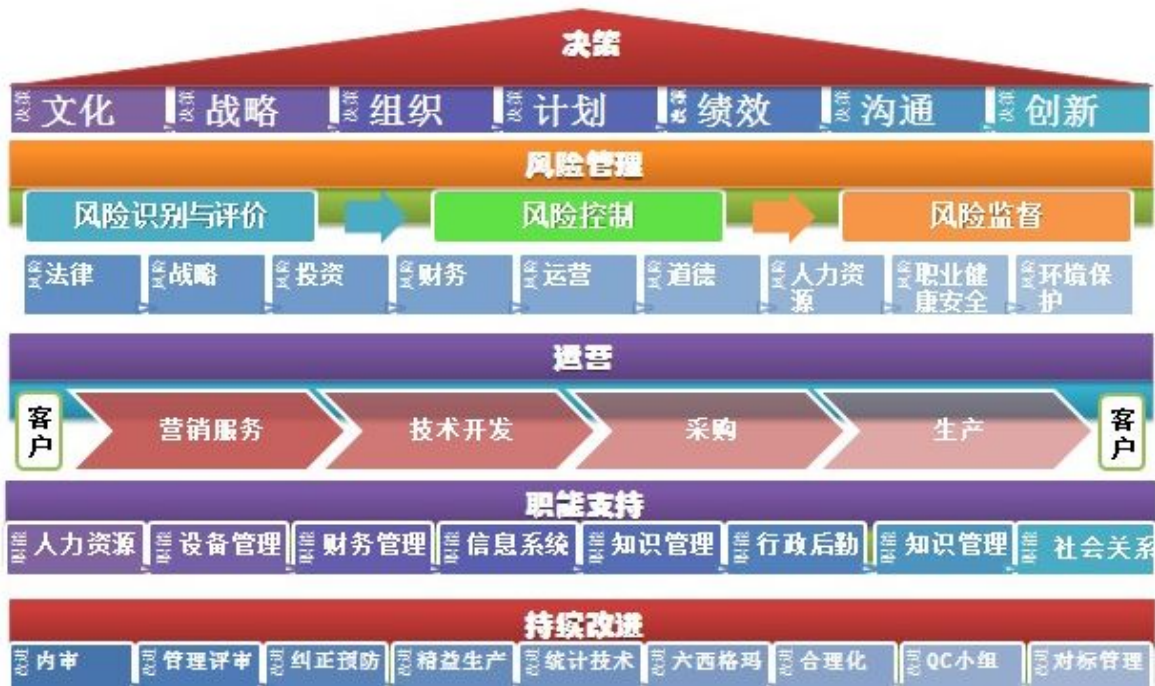 决策
文化 战略 组织 计划 绩效 沟通 创新
风险管理
风险识别与评价 风险控制 风险监督
法律 战略 投资 财务 运营 道德 人力资源 职业健康安全 环境保护
运营
客户 营销服务 技术开发 采购 生产 客户
职能支持
人力资源 设备管理 财务管理 信息系统 知识管理 行政后勤 知识管理 社会关系
持续改进
内审 管理评审 纠正预防 精益生产 统计技术 六西格玛 合理化 QC小组 对标管理